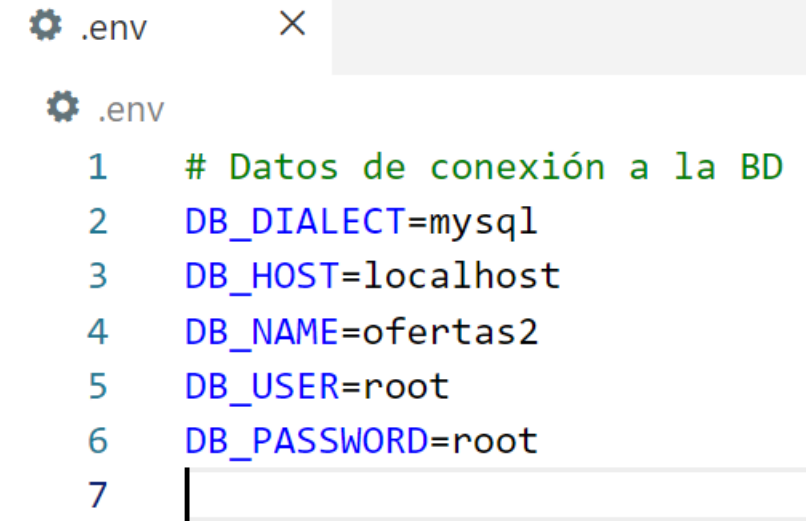 .env
.env
1 # Datos de conexión a la BD
2 DB_DIALECT=mysql
3 DB_HOST=localhost
4 DB_NAME=ofertas2
5 DB_USER=root
6 DB_PASSWORD=root
7